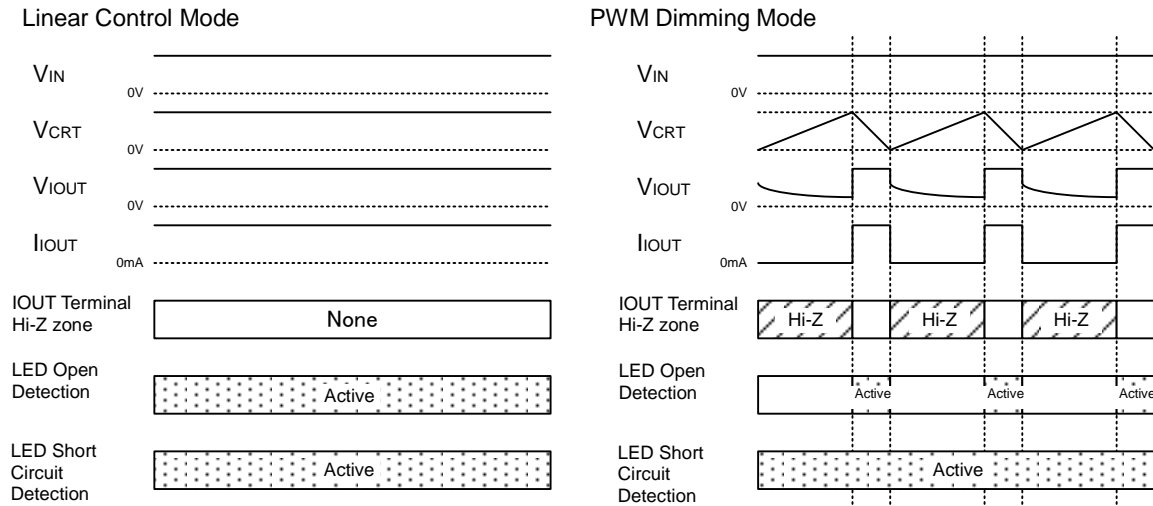 Linear Control Mode
VIN
0V
VCRT
0V
VIOUT
0V
IIOUT
0mA
IOUT Terminal
Hi-Z zone
None
LED Open
Detection
Active
LED Short
Circuit
Detection
Active
PWM Dimming Mode
VIN
0V
VCRT
0V
VIOUT
0V
IIOUT
0mA
IOUT Terminal
Hi-Z zone
Hi-Z
Hi-Z
Hi-Z
LED Open
Detection
Active
Active
Active
LED Short
Circuit
Detection
Active